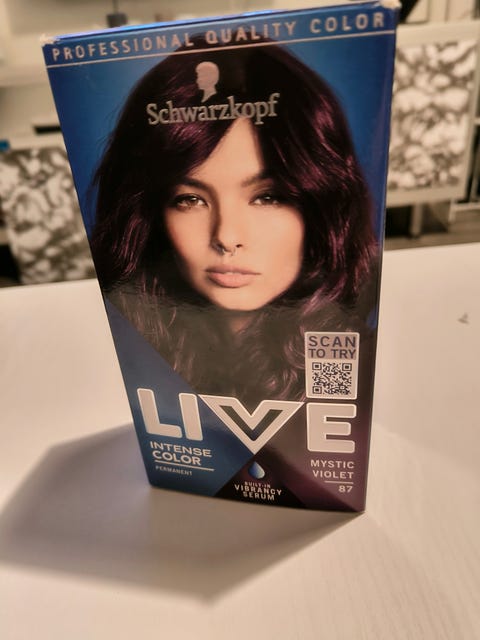 PROFESSIONAL QUALITY COLOR
Schwarzkopf
SCAN
TO TRY
LIVE
INTENSE
COLOR
PERMANENT
BUILT-IN
VIBRANCY
SERUM
MYSTIC
VIOLET
87